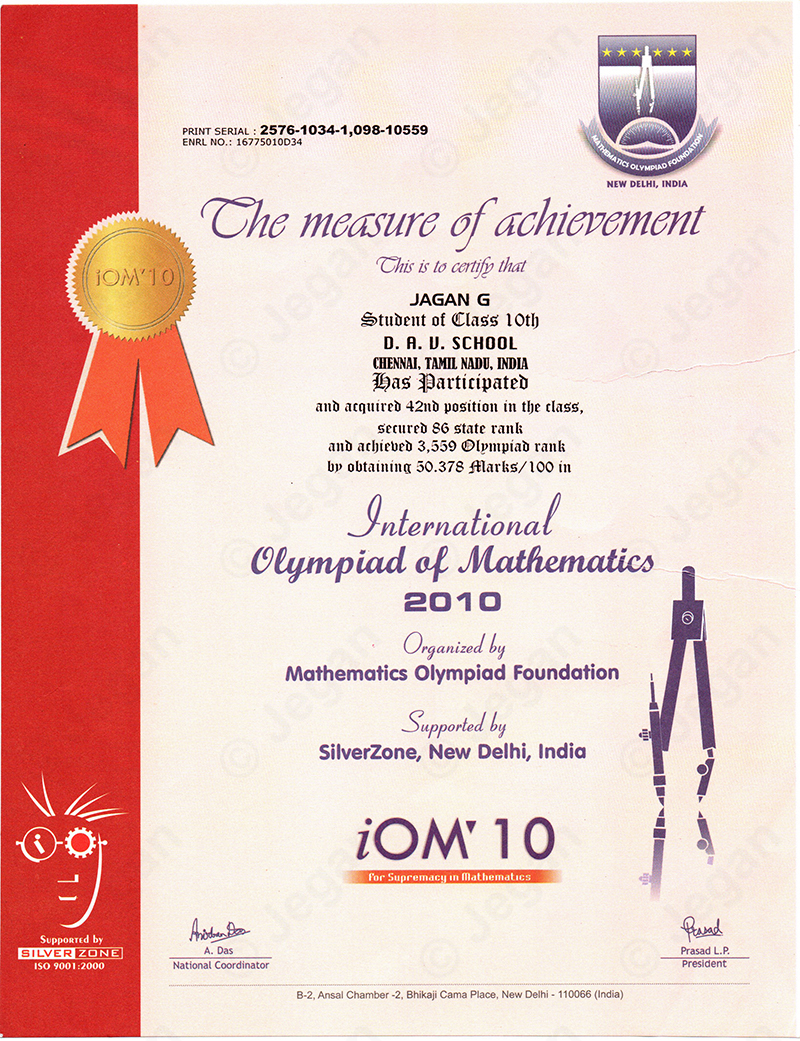 PRINT SERIAL : 2576-1034-1,098-10559
ENRL NO.: 16775010D34
MATHEMATICS OLYMPIAD FOUNDATION
NEW DELHI, INDIA
The measure of achievement
This is to certify that
iOM'10
JAGAN G
Student of Class 10th
D. A. V. SCHOOL
CHENNAI, TAMIL NADU, INDIA
Has Participated
and acquired 42nd position in the class,
secured 86 state rank
and achieved 3,559 Olympiad rank
by obtaining 50.378 Marks/100 in
International
Olympiad of Mathematics
2010
Organized by
Mathematics Olympiad Foundation
Supported by
SilverZone, New Delhi, India
iOM' 10
for Supremacy in Mathematics
Supported by
SILVER ZONE
ISO 9001:2000
A. Das
National Coordinator
Prasad
Prasad L.P.
President
B-2, Ansal Chamber -2, Bhikaji Cama Place, New Delhi - 110066 (India)
© Jegan